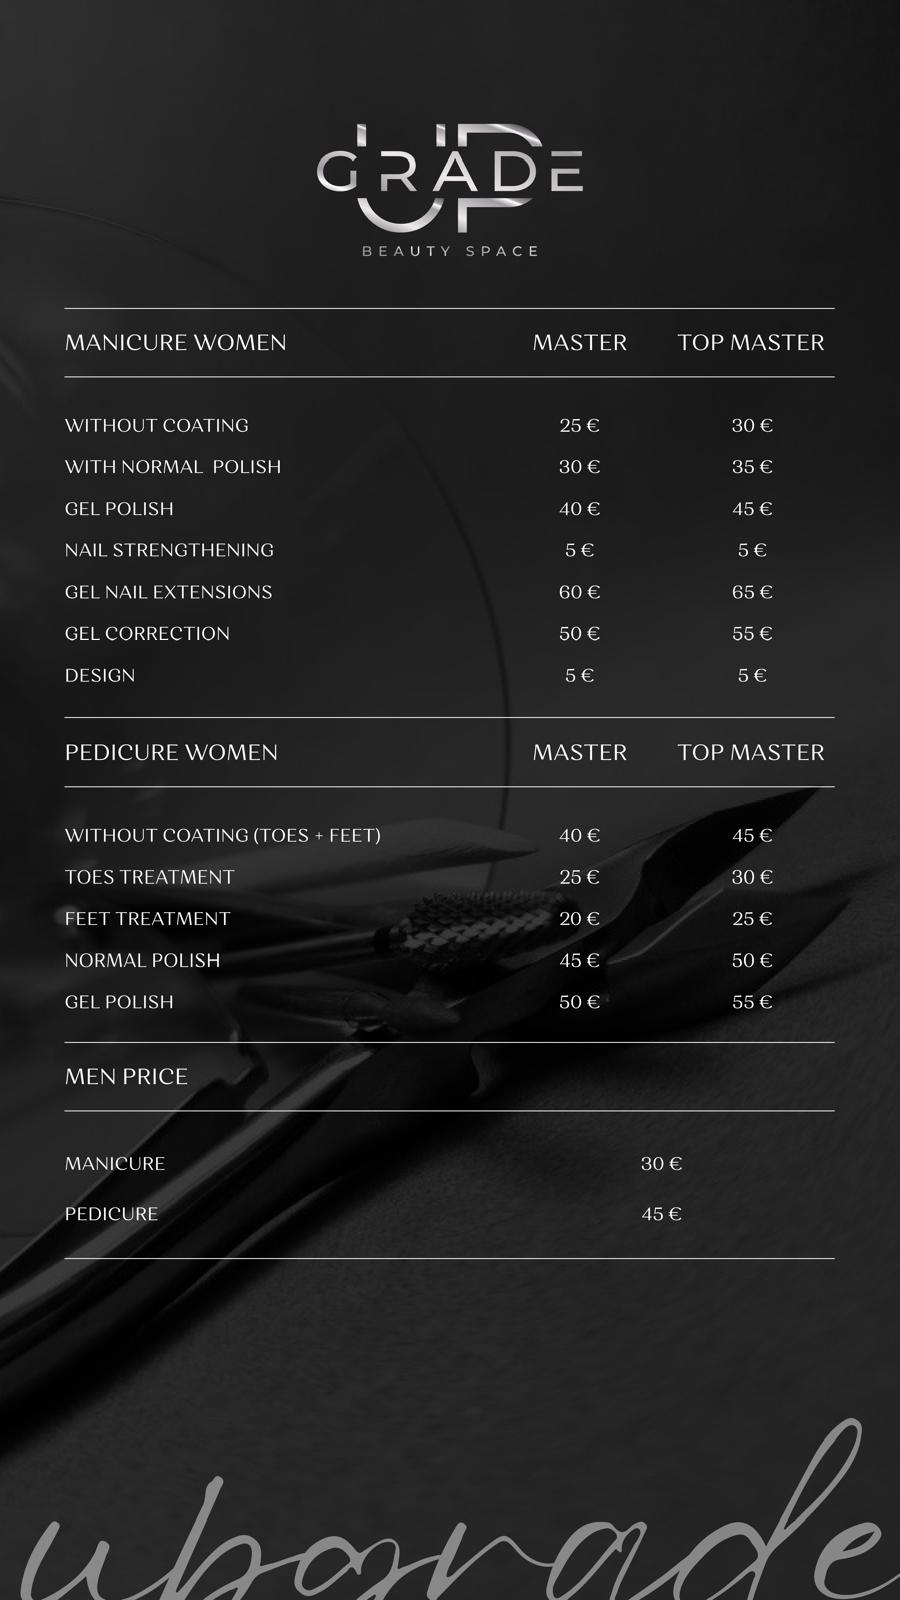 UP
GRADE
BEAUTY SPACE
MANICURE WOMEN MASTER TOP MASTER
WITHOUT COATING 25 € 30 €
WITH NORMAL POLISH 30 € 35 €
GEL POLISH 40 € 45 €
NAIL STRENGTHENING 5 € 5 €
GEL NAIL EXTENSIONS 60 € 65 €
GEL CORRECTION 50 € 55 €
DESIGN 5 € 5 €
PEDICURE WOMEN MASTER TOP MASTER
WITHOUT COATING (TOES + FEET) 40 € 45 €
TOES TREATMENT 25 € 30 €
FEET TREATMENT 20 € 25 €
NORMAL POLISH 45 € 50 €
GEL POLISH 50 € 55 €
MEN PRICE
MANICURE 30 €
PEDICURE 45 €
upgrade